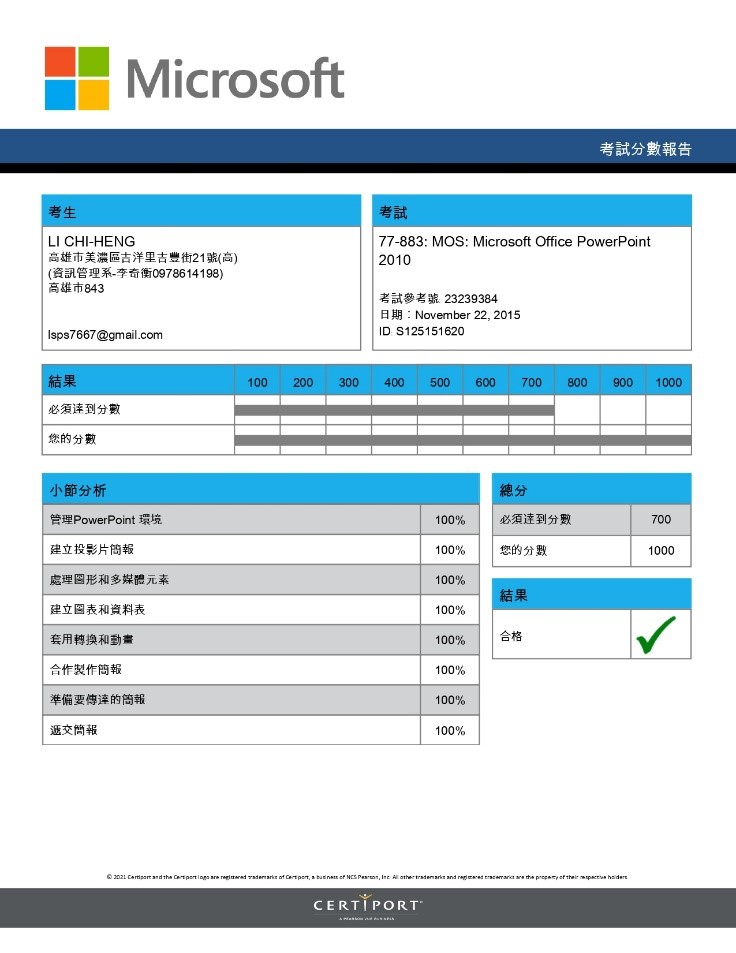 Microsoft
考試分數報告
考生
LI CHI-HENG
高雄市美濃區吉洋里吉豐街21號(高)
(資訊管理系-李奇衡0978614198)
高雄市843
lsps7667@gmail.com
考試
77-883: MOS: Microsoft Office PowerPoint
2010
考試參考號: 23239384
日期：November 22, 2015
ID: S125151620
結果 100 200 300 400 500 600 700 800 900 1000
必須達到分數
您的分數
小節分析
管理PowerPoint 環境 100%
建立投影片簡報 100%
處理圖形和多媒體元素 100%
建立圖表和資料表 100%
套用轉換和動畫 100%
合作製作簡報 100%
準備要傳達的簡報 100%
遞交簡報 100%
總分
必須達到分數 700
您的分數 1000
結果
合格
© 2021 Certiport and the Certiport logo are registered trademarks of Certiport, a business of NCS Pearson, Inc. All other trademarks and registered trademarks are the property of their respective holders.
CERTIPORT
A PEARSON VUE BUSINESS